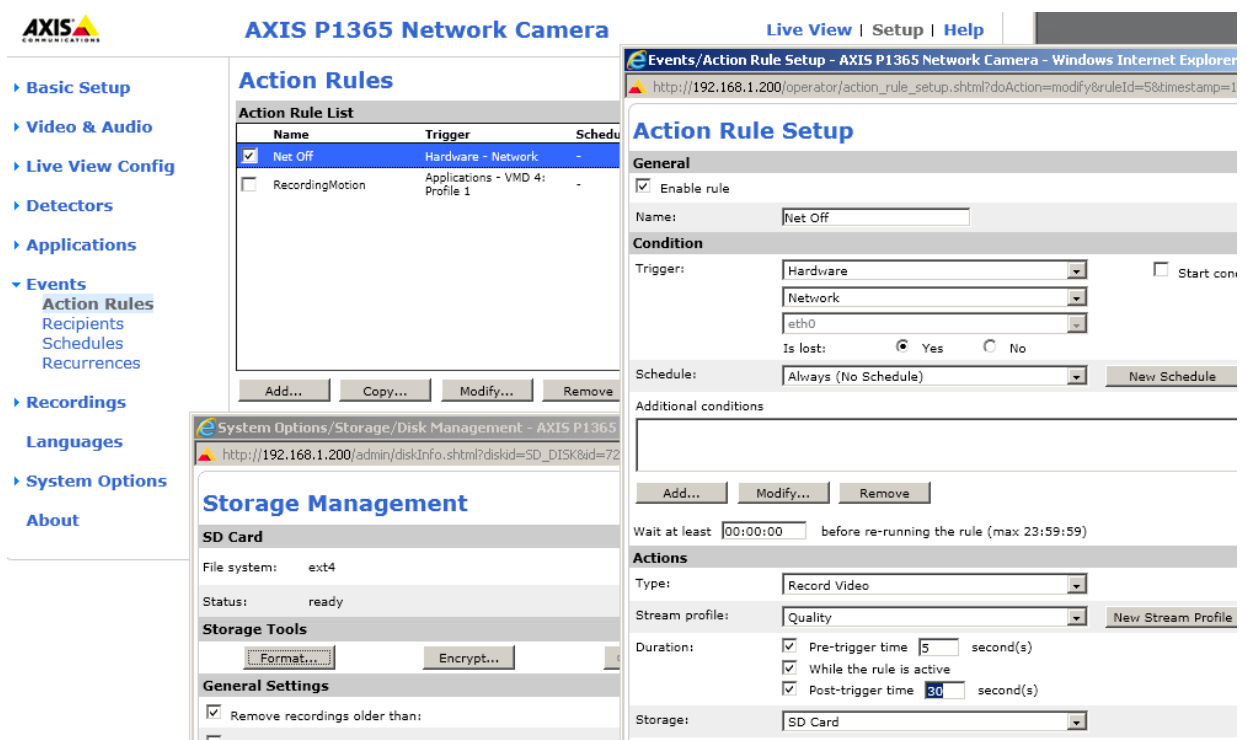 AXIS
COMMUNICATIONS
AXIS P1365 Network Camera
Live View | Setup | Help
Basic Setup
Video & Audio
Live View Config
Detectors
Applications
Events
Action Rules
Recipients
Schedules
Recurrences
Recordings
Languages
System Options
About
Action Rules
Action Rule List
Name Trigger Schedu
Net Off Hardware - Network -
RecordingMotion Applications - VMD 4: Profile 1 -
Add... Copy... Modify... Remove
System Options/Storage/Disk Management - AXIS P1365
http://192.168.1.200/admin/diskInfo.shtml?diskid=SD_DISK&id=72
Storage Management
SD Card
File system: ext4
Status: ready
Storage Tools
Format... Encrypt...
General Settings
Remove recordings older than:
Events/Action Rule Setup - AXIS P1365 Network Camera - Windows Internet Explorer
http://192.168.1.200/operator/action_rule_setup.shtml?doAction=modify&ruleId=5&timestamp=1
Action Rule Setup
General
Enable rule
Name: Net Off
Condition
Trigger: Hardware Start cond
Network
eth0
Is lost: Yes No
Schedule: Always (No Schedule) New Schedule
Additional conditions
Add... Modify... Remove
Wait at least 00:00:00 before re-running the rule (max 23:59:59)
Actions
Type: Record Video
Stream profile: Quality New Stream Profile
Duration: Pre-trigger time 5 second(s)
While the rule is active
Post-trigger time 30 second(s)
Storage: SD Card